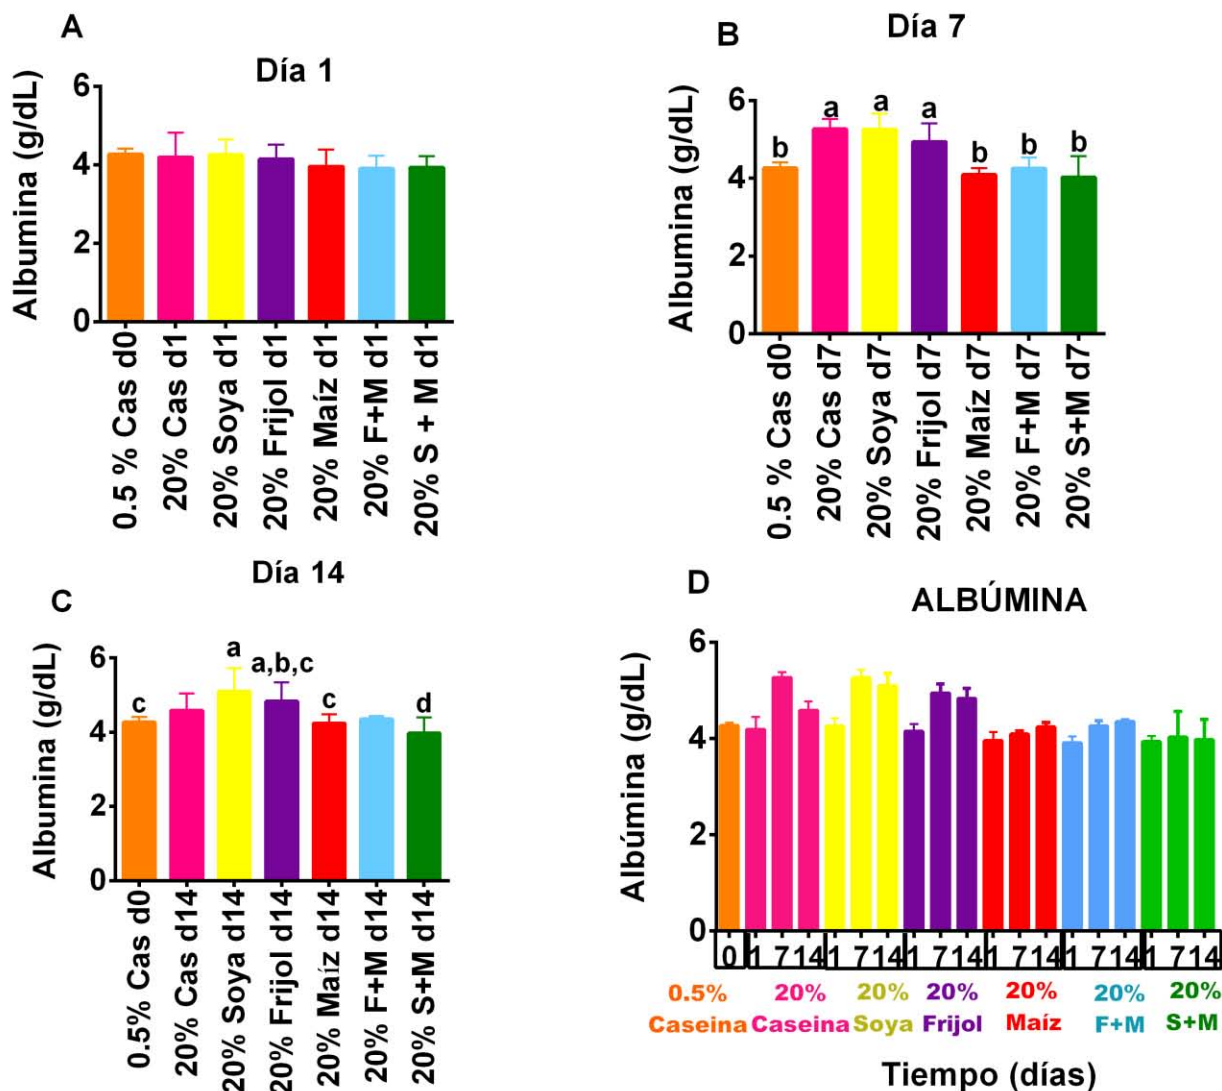 A
Día 1
Albumina (g/dL)
6
4
2
0
0.5 % Cas d0
20% Cas d1
20% Soya d1
20% Frijol d1
20% Maíz d1
20% F+M d1
20% S + M d1
B
Día 7
Albumina (g/dL)
6
4
2
0
b
a
a
a
b
b
b
0.5 % Cas d0
20% Cas d7
20% Soya d7
20% Frijol d7
20% Maíz d7
20% F+M d7
20% S+M d7
C
Día 14
Albumina (g/dL)
6
4
2
0
c
a
a,b,c
c
d
0.5% Cas d0
20% Cas d14
20% Soya d14
20% Frijol d14
20% Maíz d14
20% F+M d14
20% S+M d14
D
ALBÚMINA
Albúmina (g/dL)
6
4
2
0
0 1 7 14 1 7 14 1 7 14 1 7 14 1 7 14 1 7 14
0.5% 20% 20% 20% 20% 20% 20%
Caseina Caseina Soya Frijol Maíz F+M S+M
Tiempo (días)